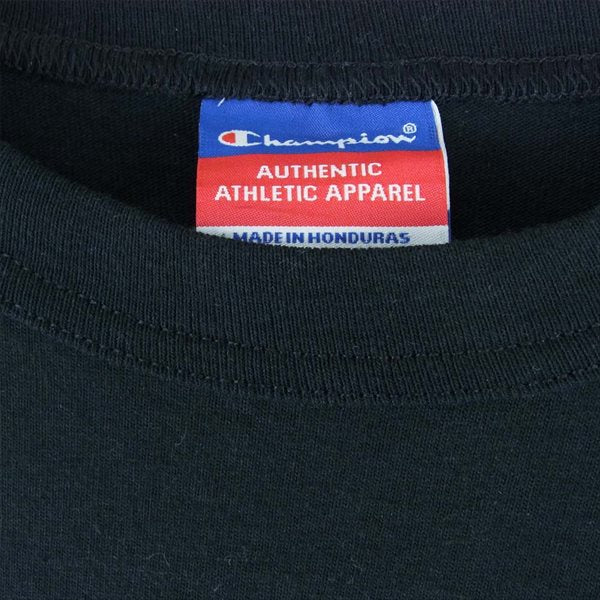 Champion®
AUTHENTIC
ATHLETIC APPAREL
MADE IN HONDURAS